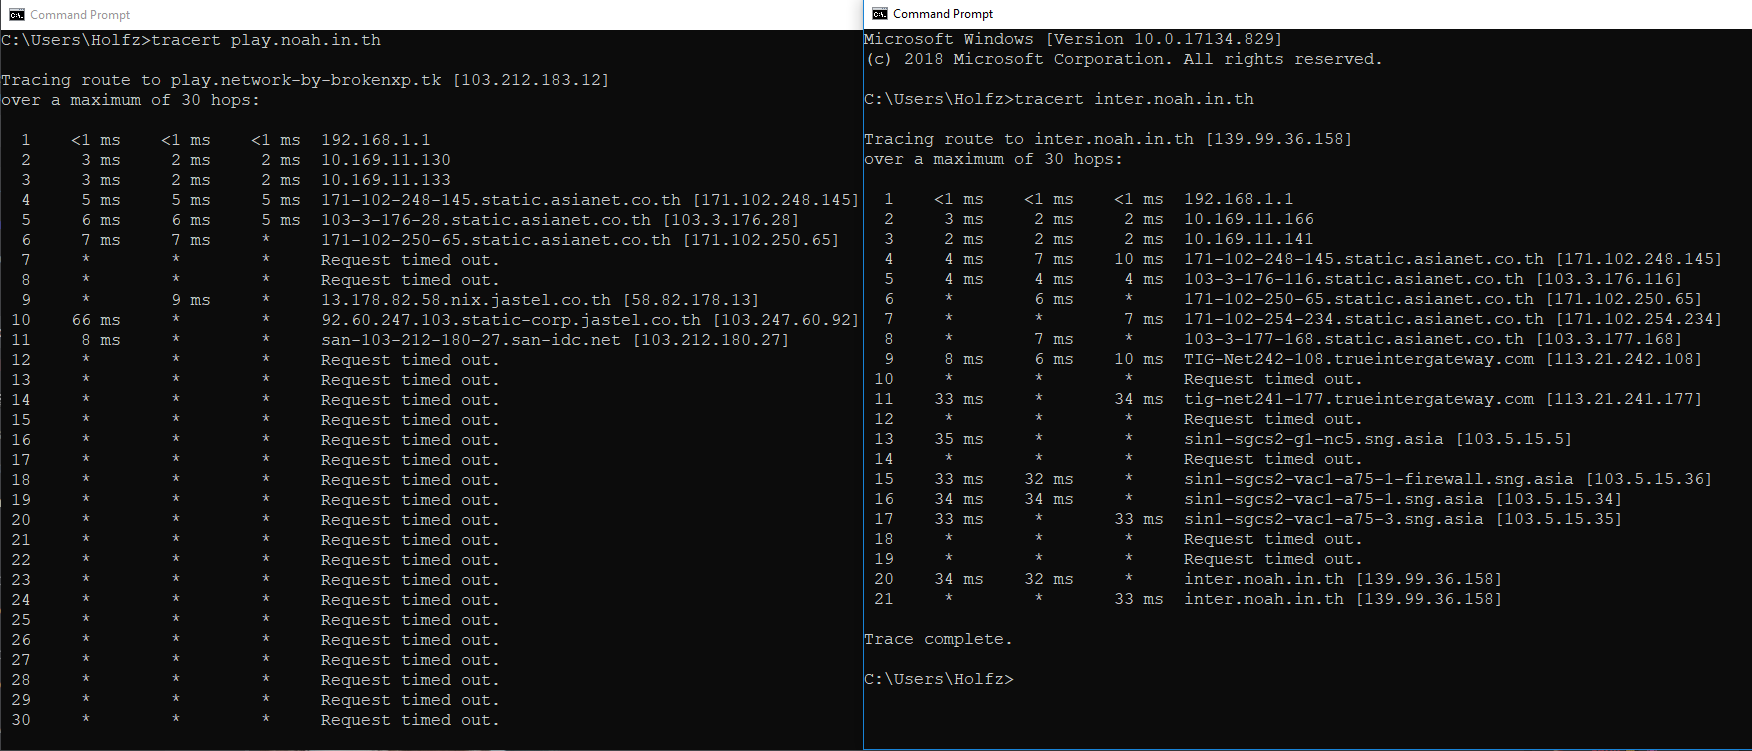 Command Prompt
C:\Users\Holfz>tracert play.noah.in.th
Tracing route to play.network-by-brokenxp.tk [103.212.183.12]
over a maximum of 30 hops:
1 <1 ms <1 ms <1 ms 192.168.1.1
2 3 ms 2 ms 2 ms 10.169.11.130
3 3 ms 2 ms 2 ms 10.169.11.133
4 5 ms 5 ms 5 ms 171-102-248-145.static.asianet.co.th [171.102.248.145]
5 6 ms 6 ms 5 ms 103-3-176-28.static.asianet.co.th [103.3.176.28]
6 7 ms 7 ms * 171-102-250-65.static.asianet.co.th [171.102.250.65]
7 * * * Request timed out.
8 * * * Request timed out.
9 * 9 ms * 13.178.82.58.nix.jastel.co.th [58.82.178.13]
10 66 ms * * 92.60.247.103.static-corp.jastel.co.th [103.247.60.92]
11 8 ms * * san-103-212-180-27.san-idc.net [103.212.180.27]
12 * * * Request timed out.
13 * * * Request timed out.
14 * * * Request timed out.
15 * * * Request timed out.
16 * * * Request timed out.
17 * * * Request timed out.
18 * * * Request timed out.
19 * * * Request timed out.
20 * * * Request timed out.
21 * * * Request timed out.
22 * * * Request timed out.
23 * * * Request timed out.
24 * * * Request timed out.
25 * * * Request timed out.
26 * * * Request timed out.
27 * * * Request timed out.
28 * * * Request timed out.
29 * * * Request timed out.
30 * * * Request timed out.
Command Prompt
Microsoft Windows [Version 10.0.17134.829]
(c) 2018 Microsoft Corporation. All rights reserved.
C:\Users\Holfz>tracert inter.noah.in.th
Tracing route to inter.noah.in.th [139.99.36.158]
over a maximum of 30 hops:
1 <1 ms <1 ms <1 ms 192.168.1.1
2 3 ms 2 ms 2 ms 10.169.11.166
3 2 ms 2 ms 2 ms 10.169.11.141
4 4 ms 7 ms 10 ms 171-102-248-145.static.asianet.co.th [171.102.248.145]
5 4 ms 4 ms 4 ms 103-3-176-116.static.asianet.co.th [103.3.176.116]
6 * 6 ms * 171-102-250-65.static.asianet.co.th [171.102.250.65]
7 * * 7 ms 171-102-254-234.static.asianet.co.th [171.102.254.234]
8 * 7 ms * 103-3-177-168.static.asianet.co.th [103.3.177.168]
9 8 ms 6 ms 10 ms TIG-Net242-108.trueintergateway.com [113.21.242.108]
10 * * * Request timed out.
11 33 ms * 34 ms tig-net241-177.trueintergateway.com [113.21.241.177]
12 * * * Request timed out.
13 35 ms * * sin1-sgcs2-g1-nc5.sng.asia [103.5.15.5]
14 * * * Request timed out.
15 33 ms 32 ms * sin1-sgcs2-vac1-a75-1-firewall.sng.asia [103.5.15.36]
16 34 ms 34 ms * sin1-sgcs2-vac1-a75-1.sng.asia [103.5.15.34]
17 33 ms * 33 ms sin1-sgcs2-vac1-a75-3.sng.asia [103.5.15.35]
18 * * * Request timed out.
19 * * * Request timed out.
20 34 ms 32 ms * inter.noah.in.th [139.99.36.158]
21 * * 33 ms inter.noah.in.th [139.99.36.158]
Trace complete.
C:\Users\Holfz>